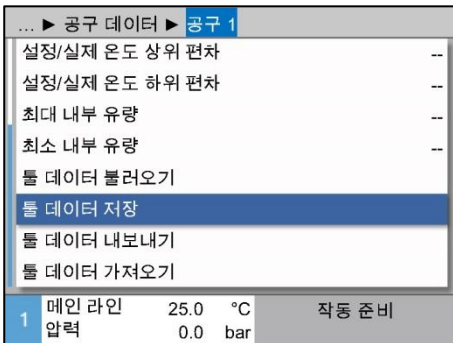 ... ► 공구 데이터 ► 공구 1
설정/실제 온도 상위 편차 --
설정/실제 온도 하위 편차 --
최대 내부 유량 --
최소 내부 유량 --
툴 데이터 불러오기
툴 데이터 저장
툴 데이터 내보내기
툴 데이터 가져오기
1 메인 라인 25.0 °C 작동 준비
압력 0.0 bar